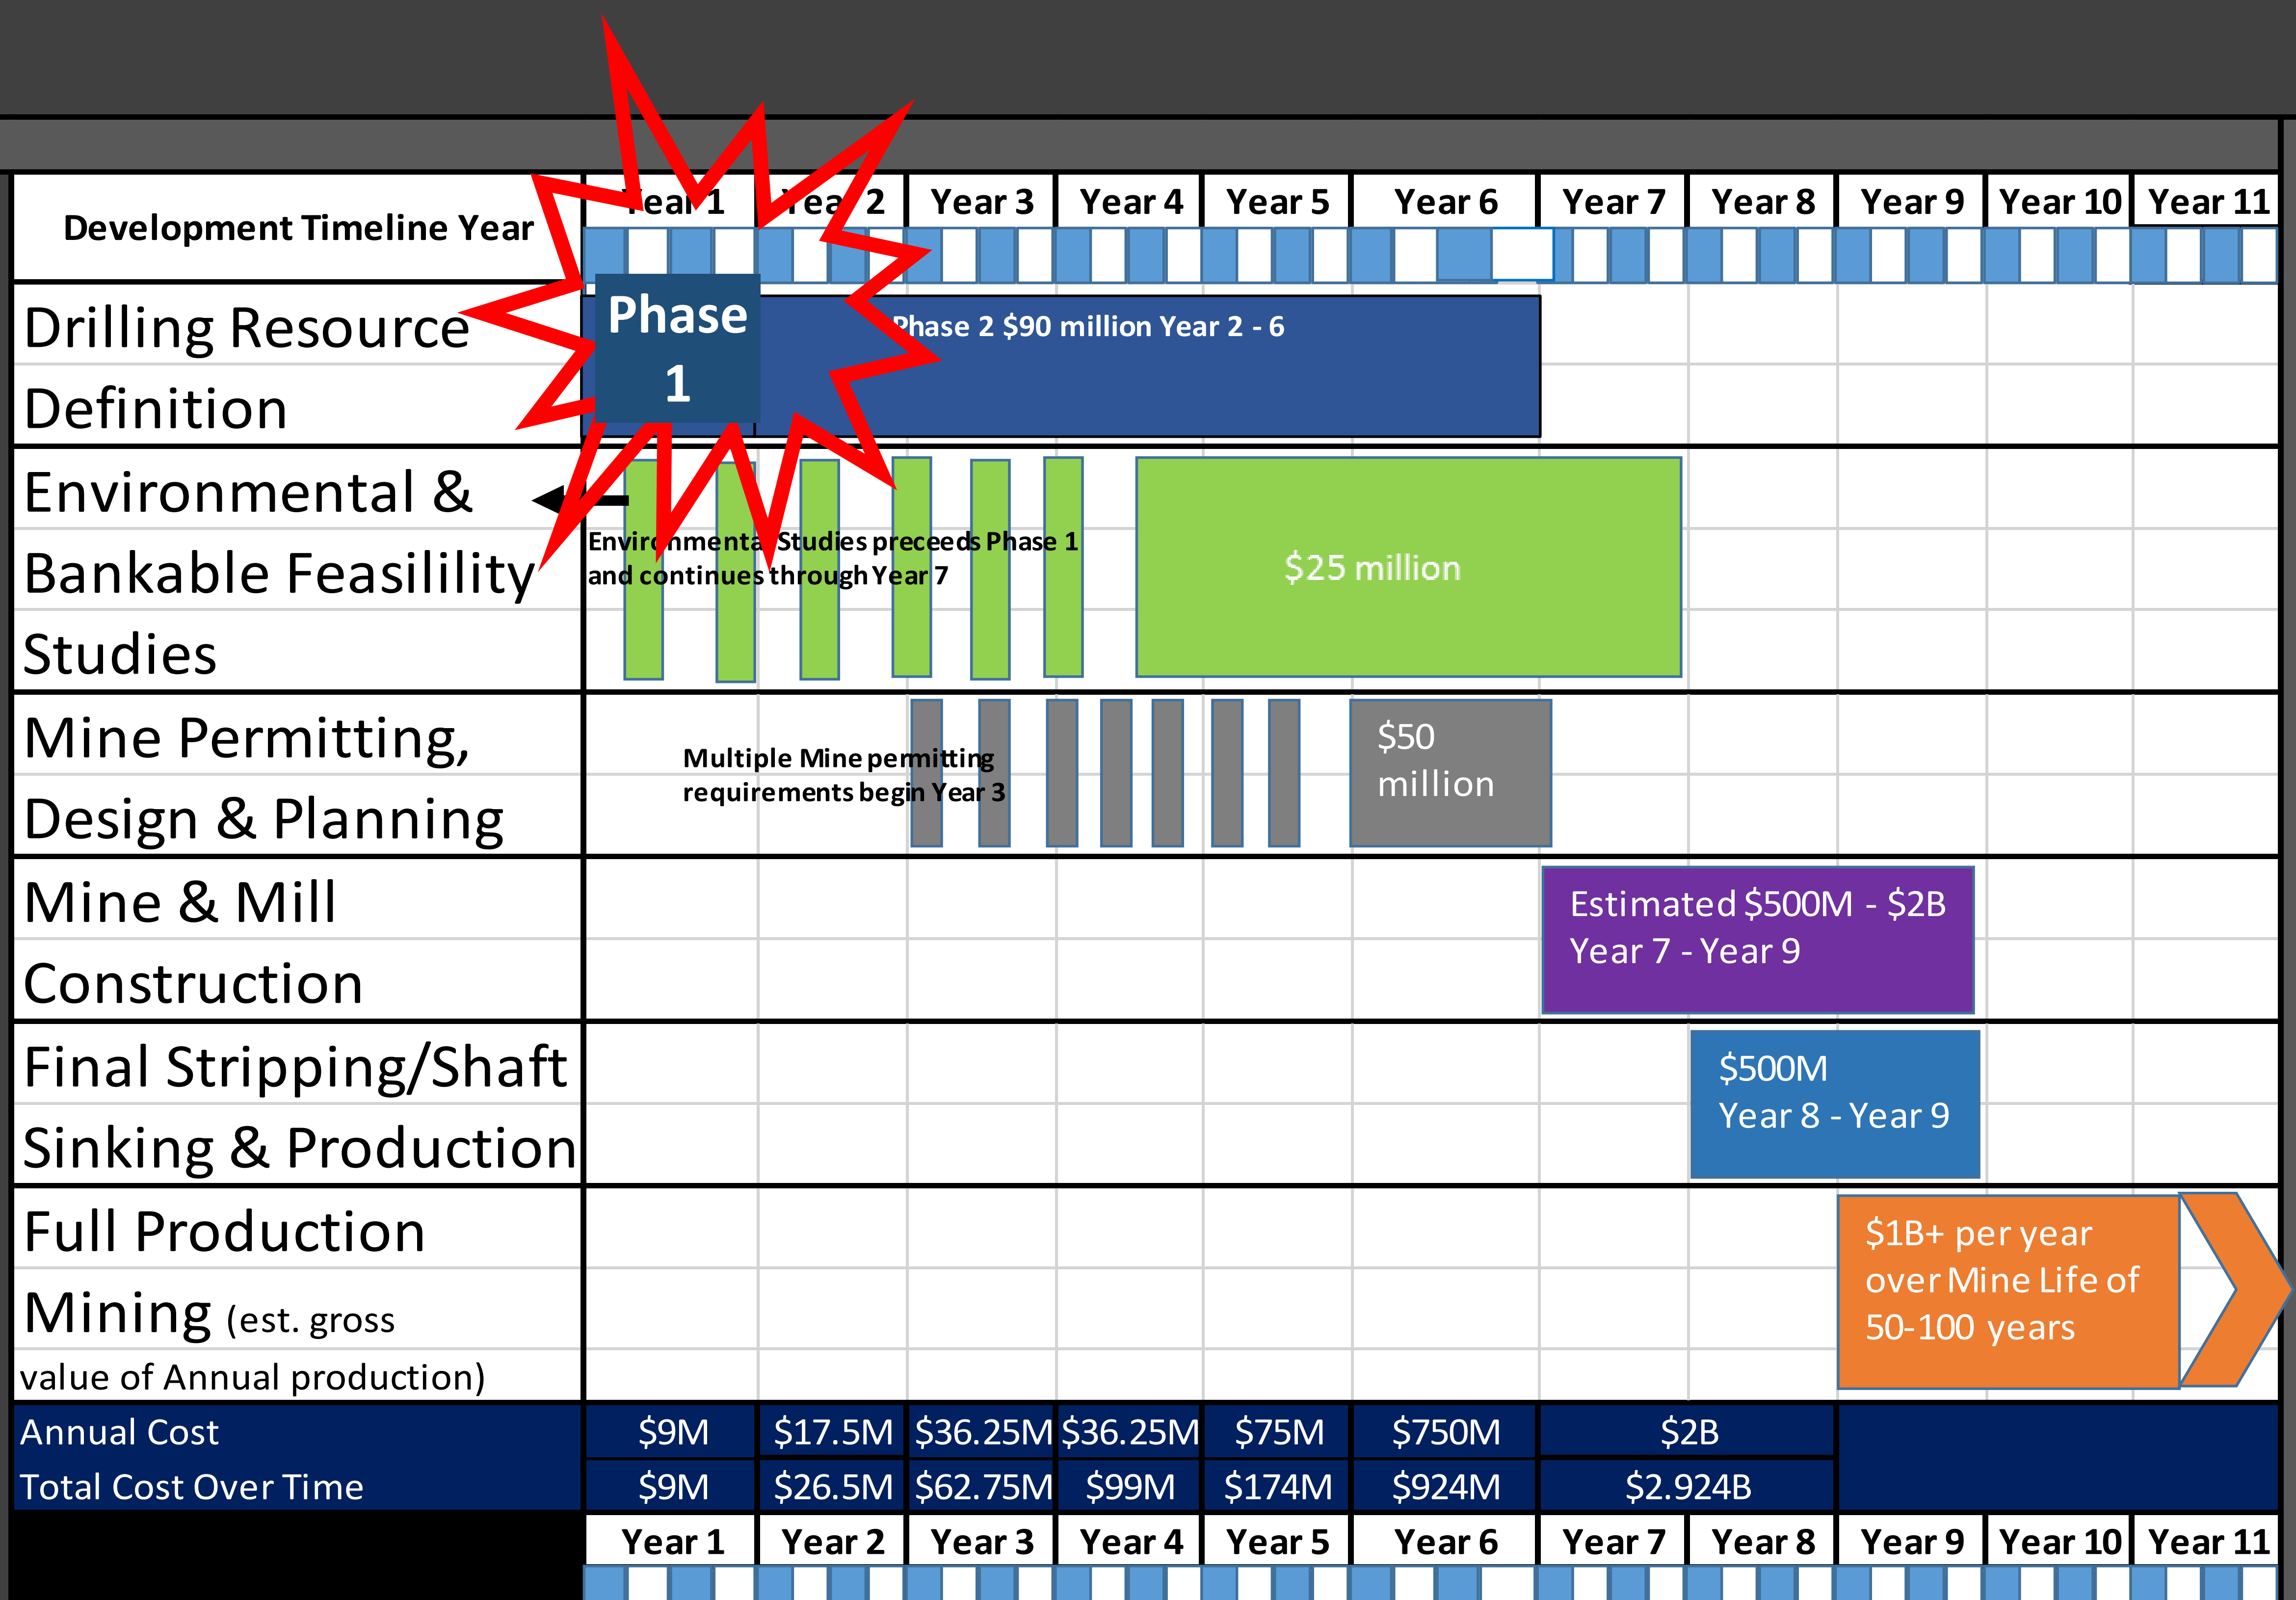 Development Timeline Year
Year 1 Year 2 Year 3 Year 4 Year 5 Year 6 Year 7 Year 8 Year 9 Year 10 Year 11
Drilling Resource
Definition
Phase
1
Phase 2 $90 million Year 2 - 6
Environmental &
Bankable Feasilility
Studies
Environmental Studies preceeds Phase 1
and continues through Year 7
$25 million
Mine Permitting,
Design & Planning
Multiple Mine permitting
requirements begin Year 3
$50
million
Mine & Mill
Construction
Estimated $500M - $2B
Year 7 - Year 9
Final Stripping/Shaft
Sinking & Production
$500M
Year 8 - Year 9
Full Production
Mining (est. gross
value of Annual production)
$1B+ per year
over Mine Life of
50-100 years
Annual Cost $9M $17.5M $36.25M $36.25M $75M $750M $2B
Total Cost Over Time $9M $26.5M $62.75M $99M $174M $924M $2.924B
Year 1 Year 2 Year 3 Year 4 Year 5 Year 6 Year 7 Year 8 Year 9 Year 10 Year 11